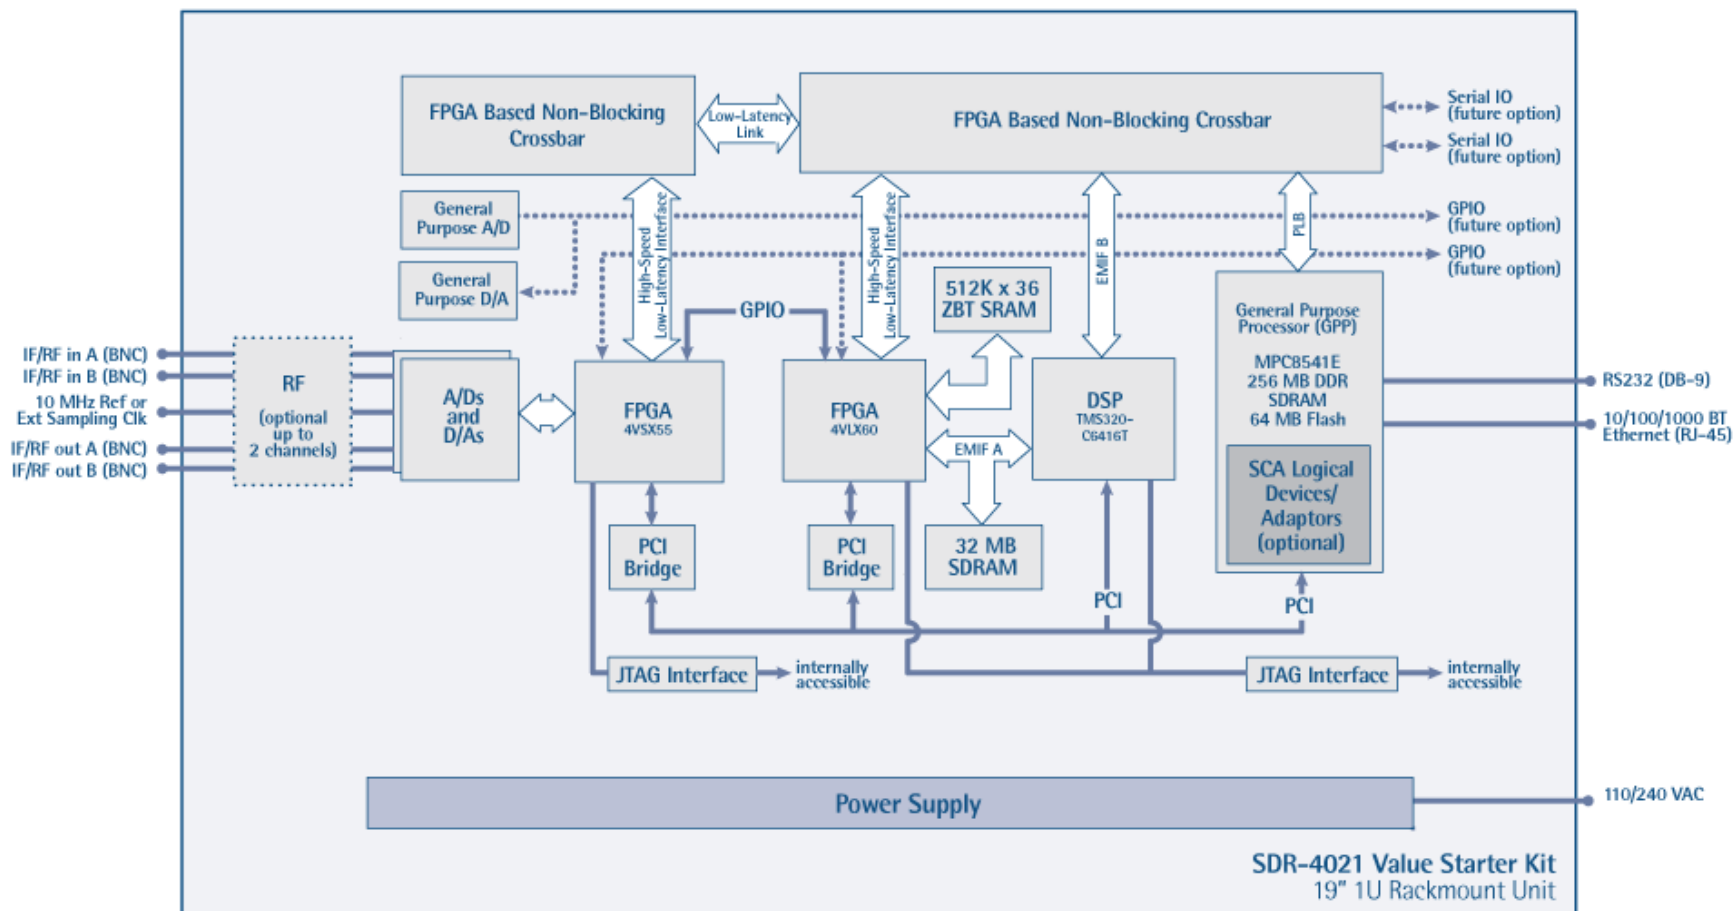 FPGA Based Non-Blocking
Crossbar
Low-Latency
Link
FPGA Based Non-Blocking Crossbar
Serial IO
(future option)
Serial IO
(future option)
General
Purpose A/D
GPIO
(future option)
GPIO
(future option)
General
Purpose D/A
High-Speed
Low-Latency Interface
High-Speed
Low-Latency Interface
EMIF B
PLB
GPIO
512K x 36
ZBT SRAM
General Purpose
Processor (GPP)
MPC8541E
256 MB DDR
SDRAM
64 MB Flash
SCA Logical
Devices/
Adaptors
(optional)
IF/RF in A (BNC)
IF/RF in B (BNC)
10 MHz Ref or
Ext Sampling Clk
IF/RF out A (BNC)
IF/RF out B (BNC)
RF
(optional
up to
2 channels)
A/Ds
and
D/As
FPGA
4VSX55
FPGA
4VLX60
EMIF A
DSP
TMS320-
C6416T
RS232 (DB-9)
10/100/1000 BT
Ethernet (RJ-45)
PCI
Bridge
PCI
Bridge
32 MB
SDRAM
PCI
PCI
JTAG Interface
internally
accessible
JTAG Interface
internally
accessible
Power Supply
110/240 VAC
SDR-4021 Value Starter Kit
19" 1U Rackmount Unit